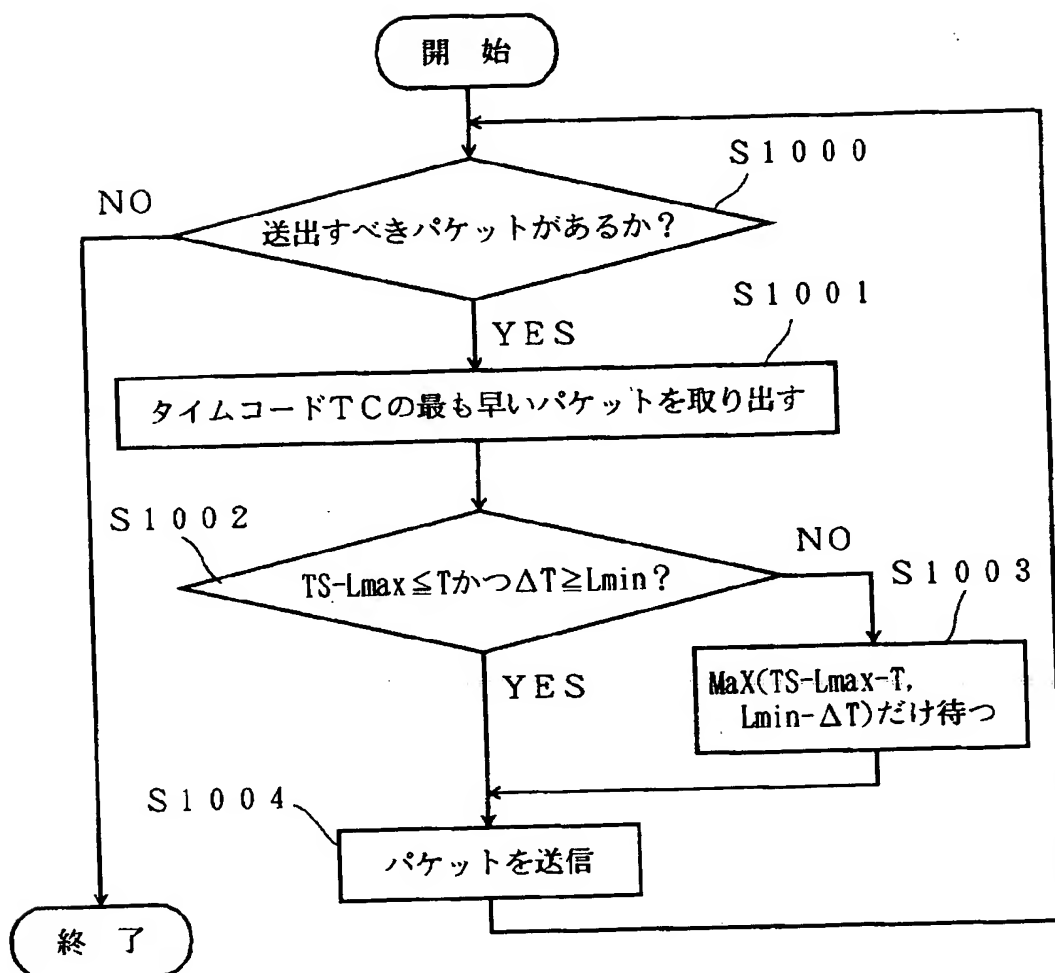 開 始
S1000
NO
送出すべきパケットがあるか?
S1001
YES
タイムコードTCの最も早いパケットを取り出す
S1002
NO
TS-Lmax≦TかつΔT≧Lmin?
S1003
YES
MaX(TS-Lmax-T,
Lmin-ΔT)だけ待つ
S1004
パケットを送信
終 了